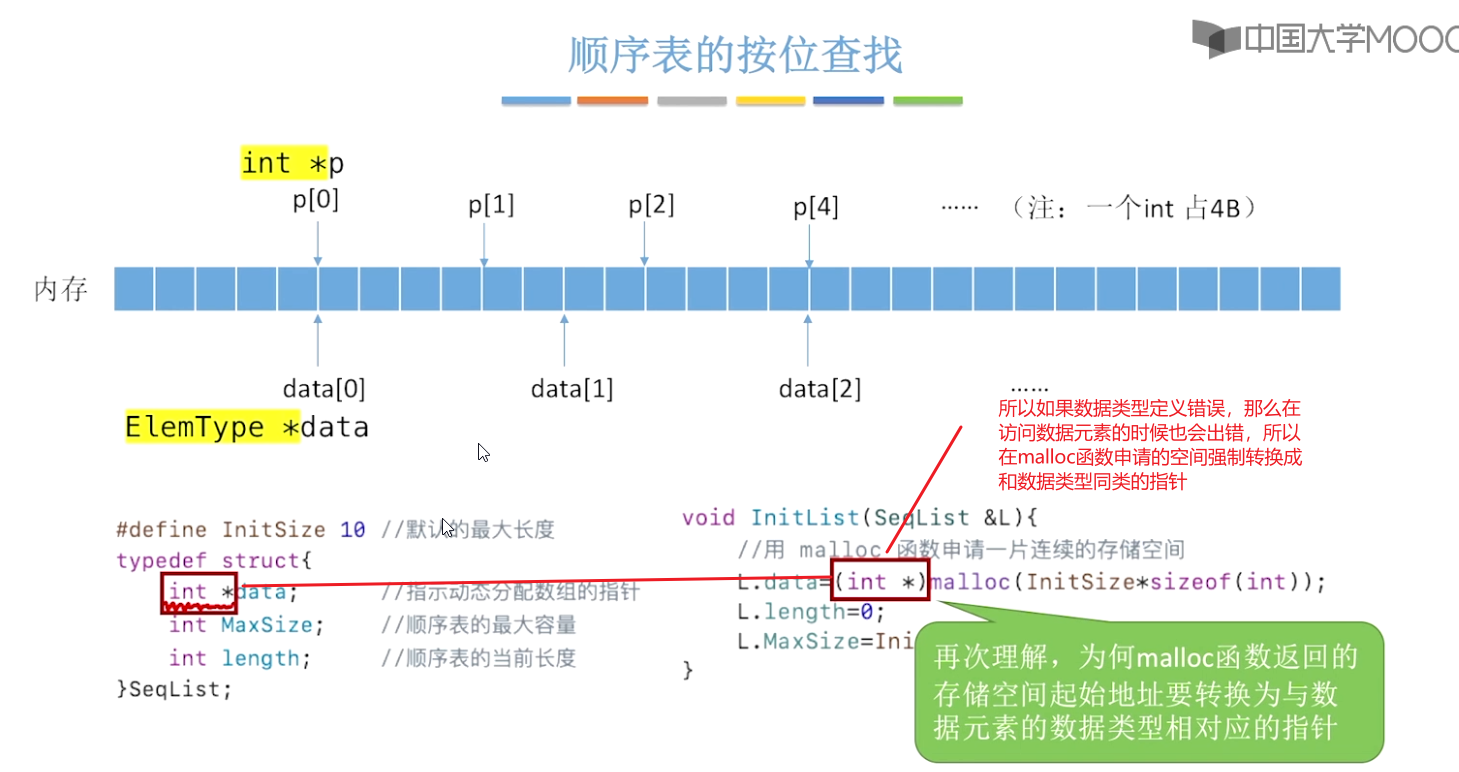 中国大学MOOC
顺序表的按位查找
int *p
p[0] p[1] p[2] p[4] …… （注：一个int 占4B）
内存
data[0] data[1] data[2] ……
ElemType *data
所以如果数据类型定义错误，那么在
访问数据元素的时候也会出错，所以
在malloc函数申请的空间强制转换成
和数据类型同类的指针
#define InitSize 10 //默认的最大长度
typedef struct{
int *data; //指示动态分配数组的指针
int MaxSize; //顺序表的最大容量
int length; //顺序表的当前长度
}SeqList;
void InitList(SeqList &L){
//用 malloc 函数申请一片连续的存储空间
L.data=(int *)malloc(InitSize*sizeof(int));
L.length=0;
L.MaxSize=Ini
}
再次理解，为何malloc函数返回的
存储空间起始地址要转换为与数
据元素的数据类型相对应的指针